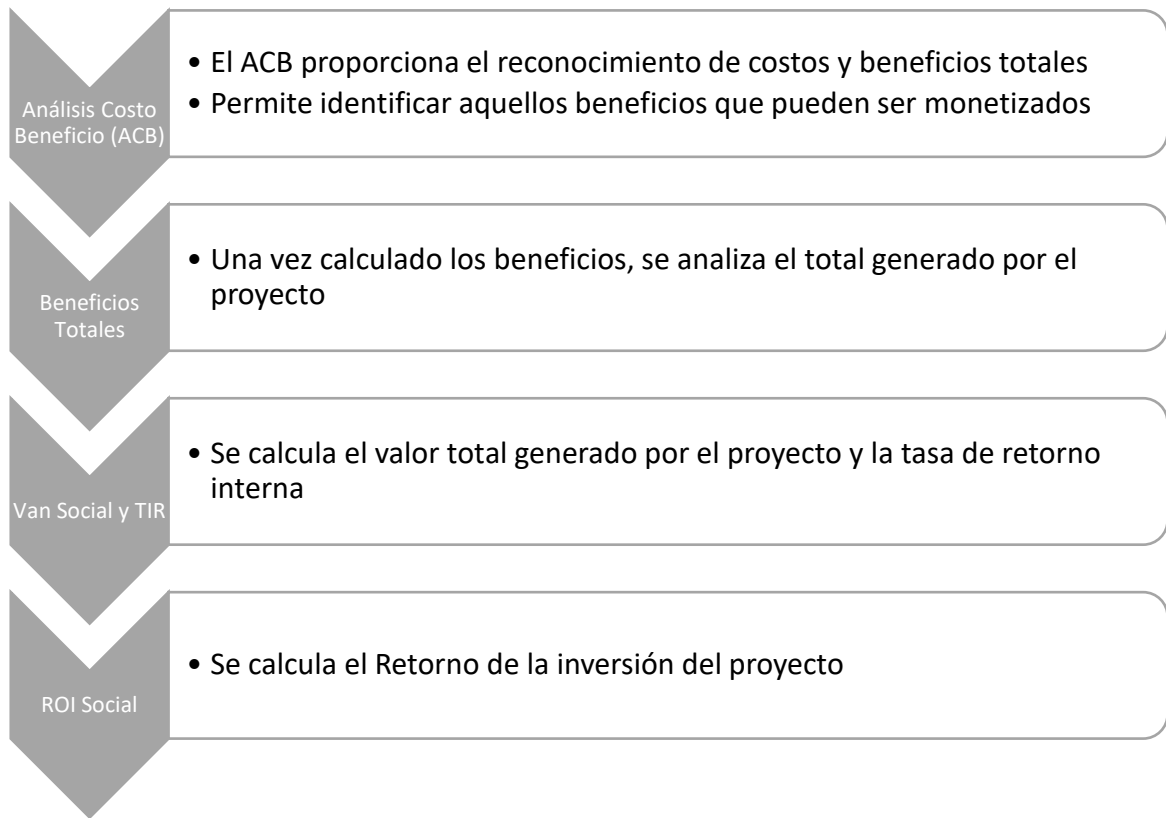 Análisis Costo
Beneficio (ACB)
• El ACB proporciona el reconocimiento de costos y beneficios totales
• Permite identificar aquellos beneficios que pueden ser monetizados
Beneficios
Totales
• Una vez calculado los beneficios, se analiza el total generado por el
proyecto
Van Social y TIR
• Se calcula el valor total generado por el proyecto y la tasa de retorno
interna
ROI Social
• Se calcula el Retorno de la inversión del proyecto